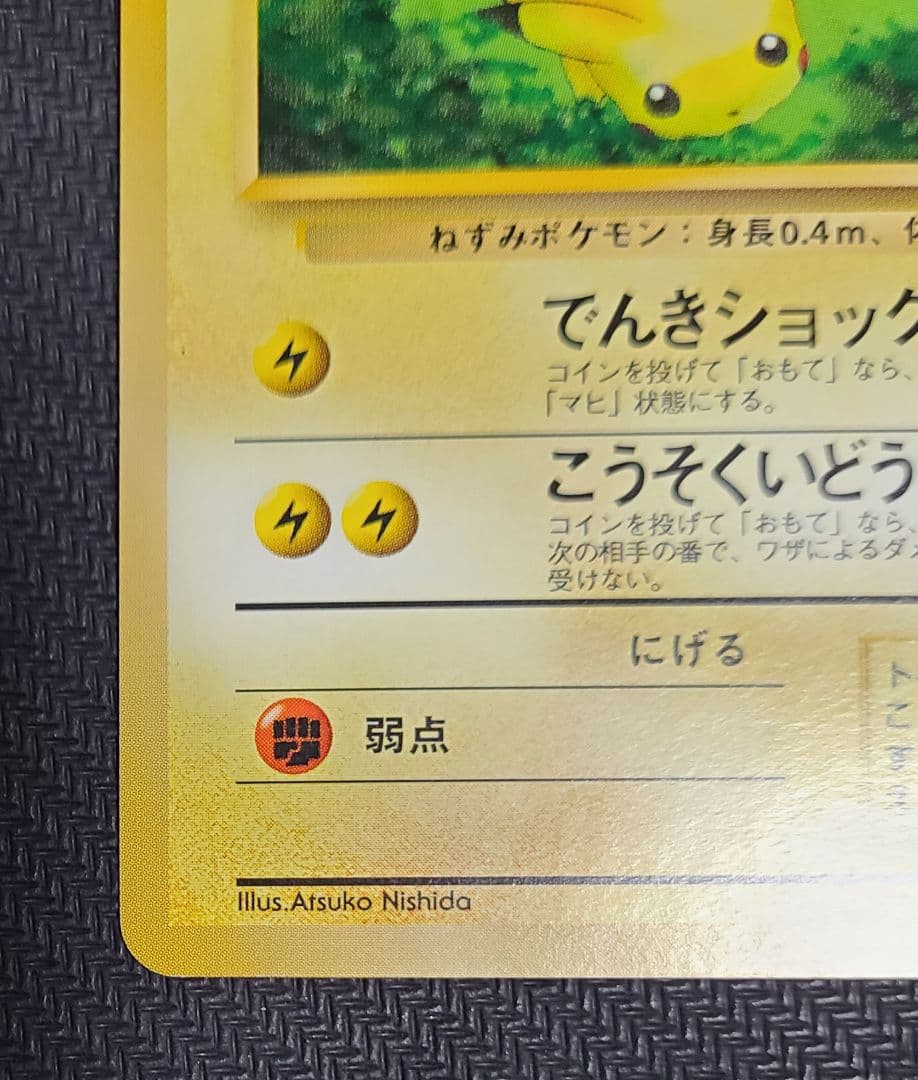 ねずみポケモン：身長0.4m、
でんきショック
コインを投げて「おもて」なら、
「マヒ」状態にする。
こうそくいどう
コインを投げて「おもて」なら、
次の相手の番で、ワザによるダメ
受けない。
にげる
弱点
Illus.Atsuko Nishida